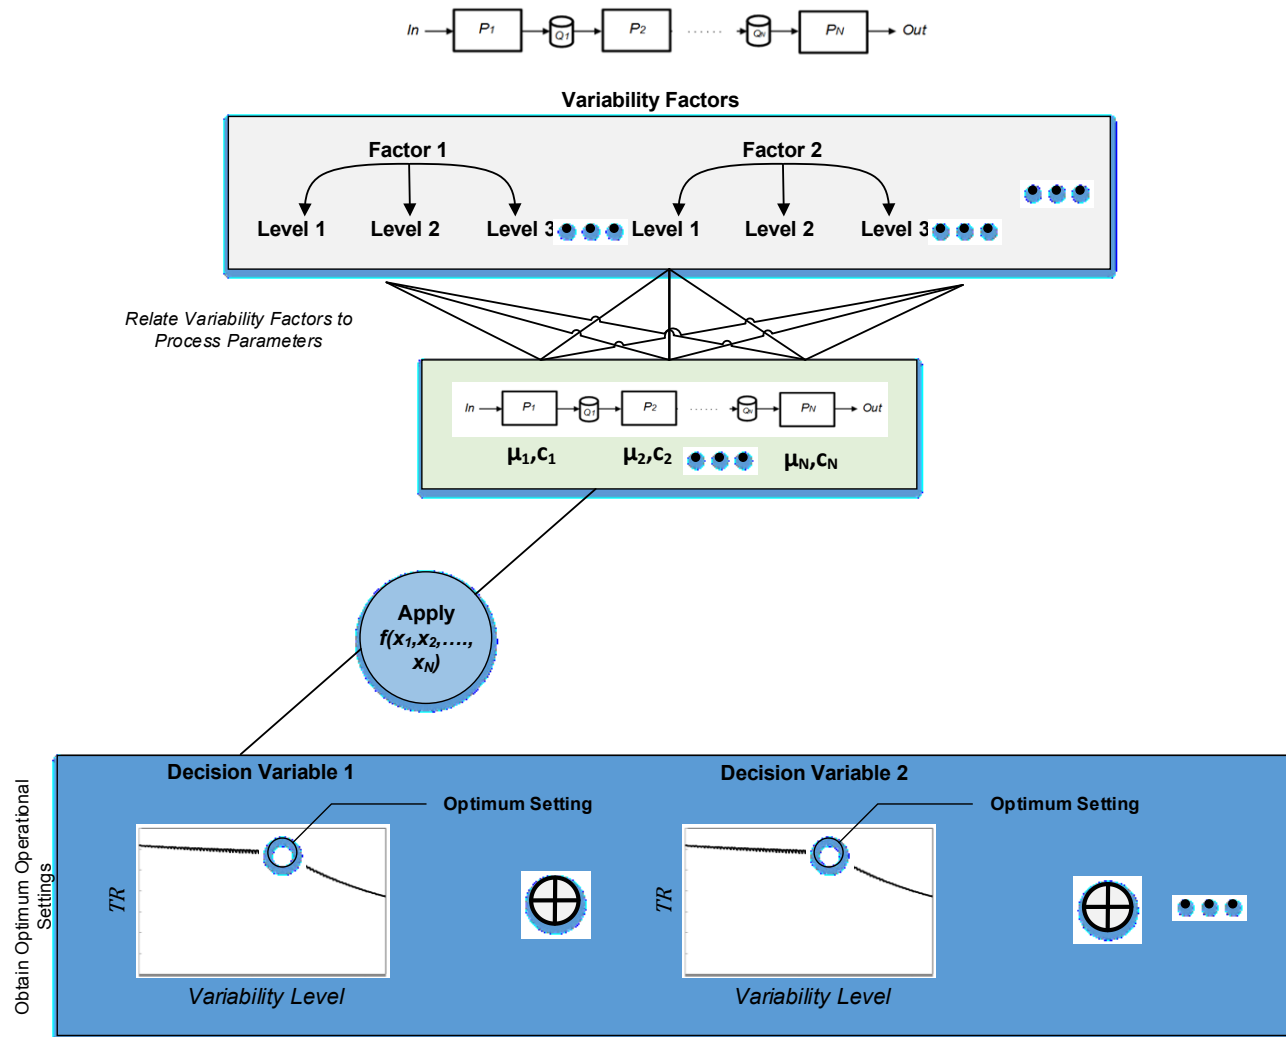 In P1 Q1 P2 ...... QN PN Out
Variability Factors
Factor 1 Factor 2
Level 1 Level 2 Level 3 Level 1 Level 2 Level 3
Relate Variability Factors to
Process Parameters
In P1 Q1 P2 ...... QN PN Out
μ1,c1 μ2,c2 μN,cN
Apply
f(x1,x2,….,
xN)
Obtain Optimum Operational
Settings
Decision Variable 1 Decision Variable 2
Optimum Setting Optimum Setting
TR TR
Variability Level Variability Level